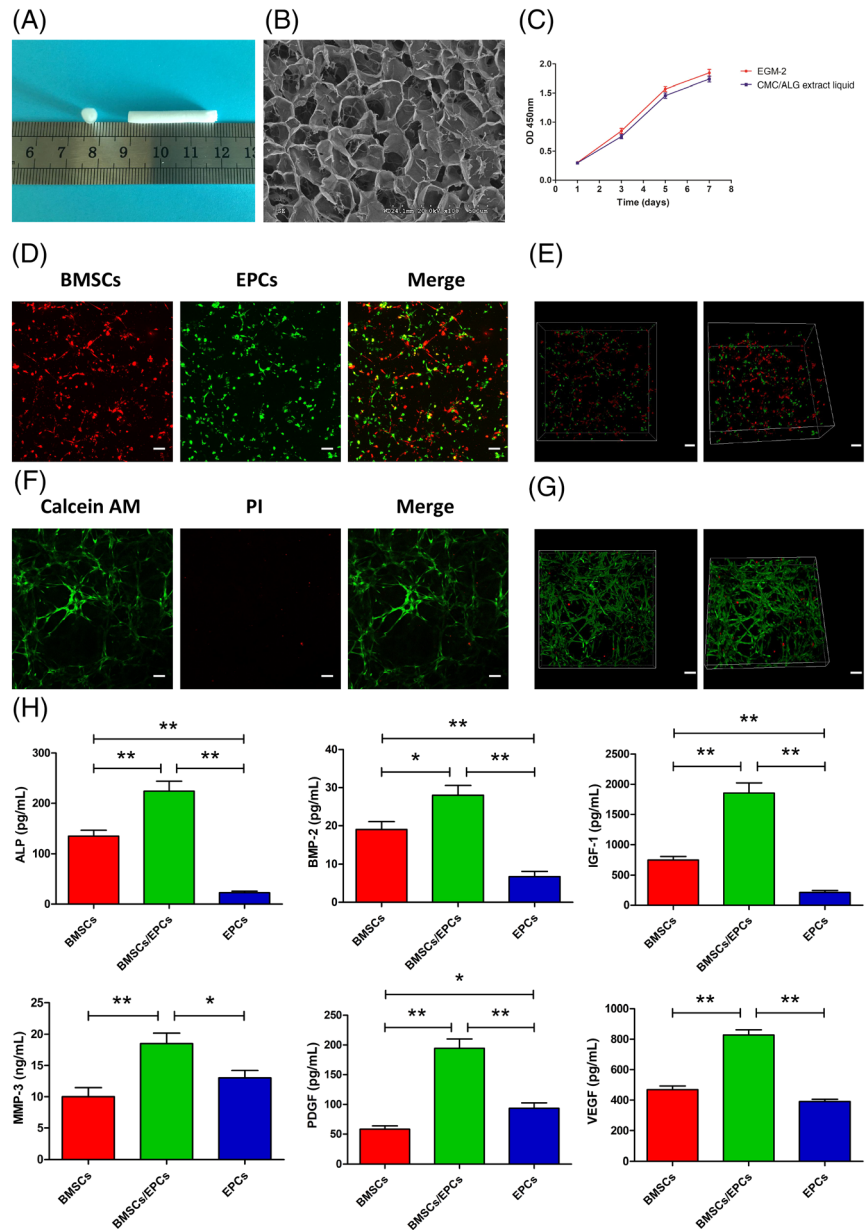 (A)
6 7 8 9 10 11 12 13
(B)
(C)
2.0
1.5
1.0
0.5
0.0
OD 450nm
0 1 2 3 4 5 6 7 8
Time (days)
EGM-2
CMC/ALG extract liquid
(D)
BMSCs EPCs Merge
(E)
(F)
Calcein AM PI Merge
(G)
(H)
ALP (pg/mL)
300
200
100
0
** ** **
BMSCs
BMSCs/EPCs
EPCs
BMP-2 (pg/mL)
40
30
20
10
0
** * **
BMSCs
BMSCs/EPCs
EPCs
IGF-1 (pg/mL)
2500
2000
1500
1000
500
0
** ** **
BMSCs
BMSCs/EPCs
EPCs
MMP-3 (ng/mL)
25
20
15
10
5
0
** *
BMSCs
BMSCs/EPCs
EPCs
PDGF (pg/mL)
250
200
150
100
50
0
* ** **
BMSCs
BMSCs/EPCs
EPCs
VEGF (pg/mL)
1000
800
600
400
200
0
** **
BMSCs
BMSCs/EPCs
EPCs